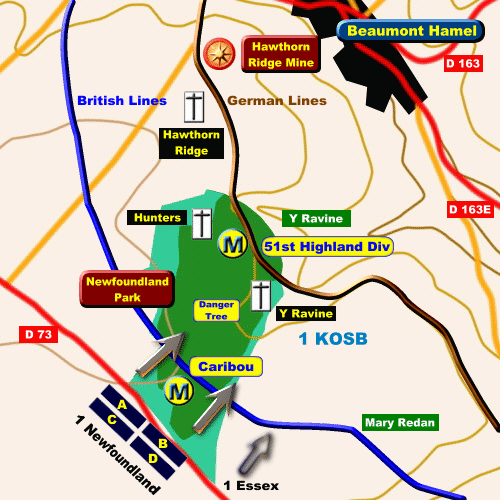 Beaumont Hamel
Hawthorn
Ridge Mine
D 163
British Lines
German Lines
Hawthorn
Ridge
D 163E
Hunters
Y Ravine
M
51st Highland Div
Newfoundland
Park
Danger
Tree
Y Ravine
D 73
1 KOSB
Caribou
M
A
C
B
D
1 Newfoundland
Mary Redan
1 Essex